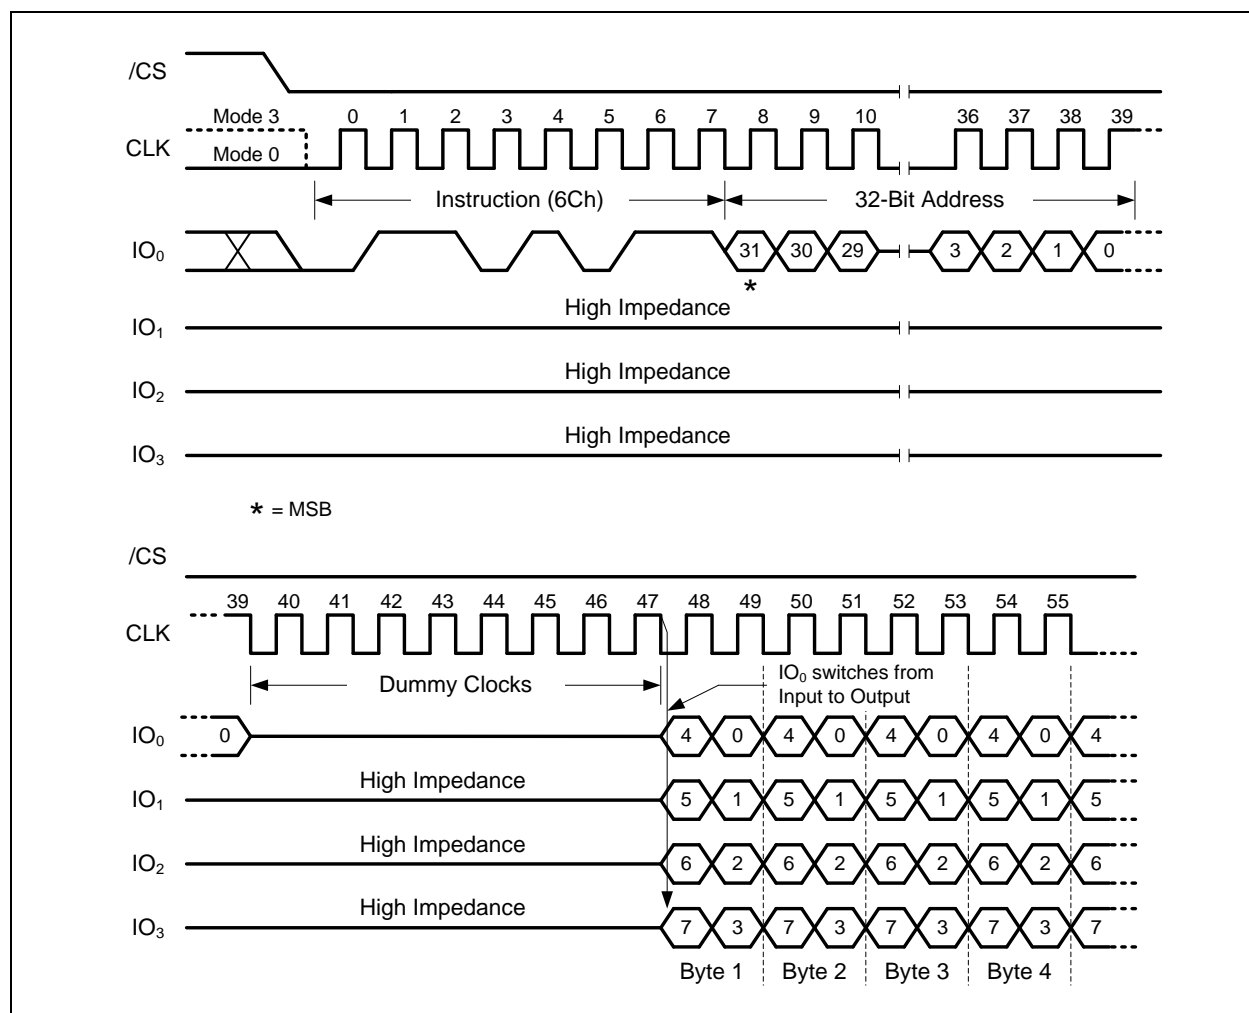 /CS
Mode 3
0 1 2 3 4 5 6 7 8 9 10 36 37 38 39
CLK
Mode 0
Instruction (6Ch) 32-Bit Address
IO₀ 31 30 29 3 2 1 0
*
High Impedance
IO₁
High Impedance
IO₂
High Impedance
IO₃
* = MSB
/CS
39 40 41 42 43 44 45 46 47 48 49 50 51 52 53 54 55
CLK
Dummy Clocks
IO₀ switches from
Input to Output
IO₀ 0 4 0 4 0 4 0 4 0 4
High Impedance
IO₁ 5 1 5 1 5 1 5 1 5
High Impedance
IO₂ 6 2 6 2 6 2 6 2 6
High Impedance
IO₃ 7 3 7 3 7 3 7 3 7
Byte 1 Byte 2 Byte 3 Byte 4